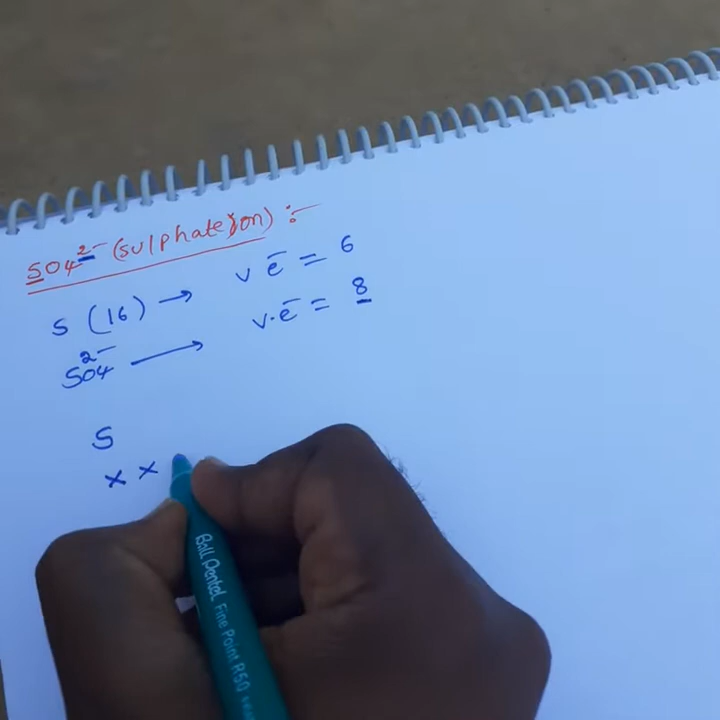 SO4²⁻ (sulphate ion) :-
S (16) → v ē = 6
SO4²⁻ → v.ē = 8
S
× ×
Ball Pentel Fine Point R50